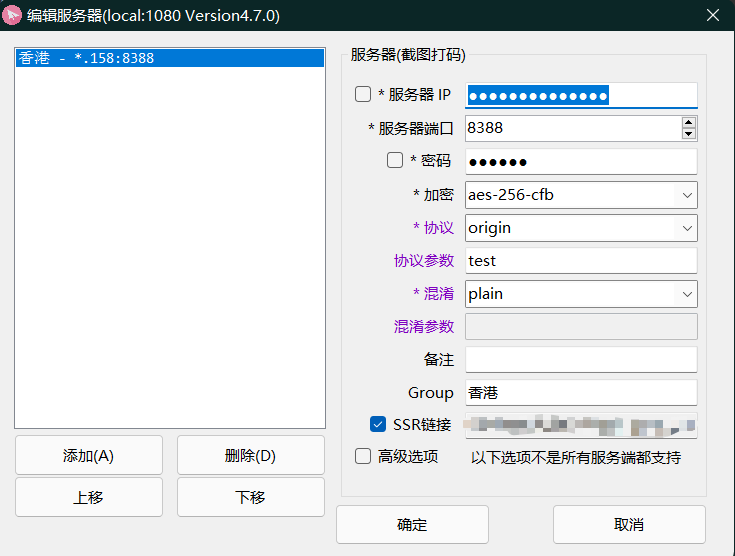 编辑服务器(local:1080 Version4.7.0)
香港 - *.158:8388
服务器(截图打码)
* 服务器 IP ●●●●●●●●●●●●●●
* 服务器端口 8388
* 密码 ●●●●●●
* 加密 aes-256-cfb
* 协议 origin
协议参数 test
* 混淆 plain
混淆参数
备注
Group 香港
SSR链接
高级选项 以下选项不是所有服务端都支持
添加(A) 删除(D)
上移 下移
确定 取消